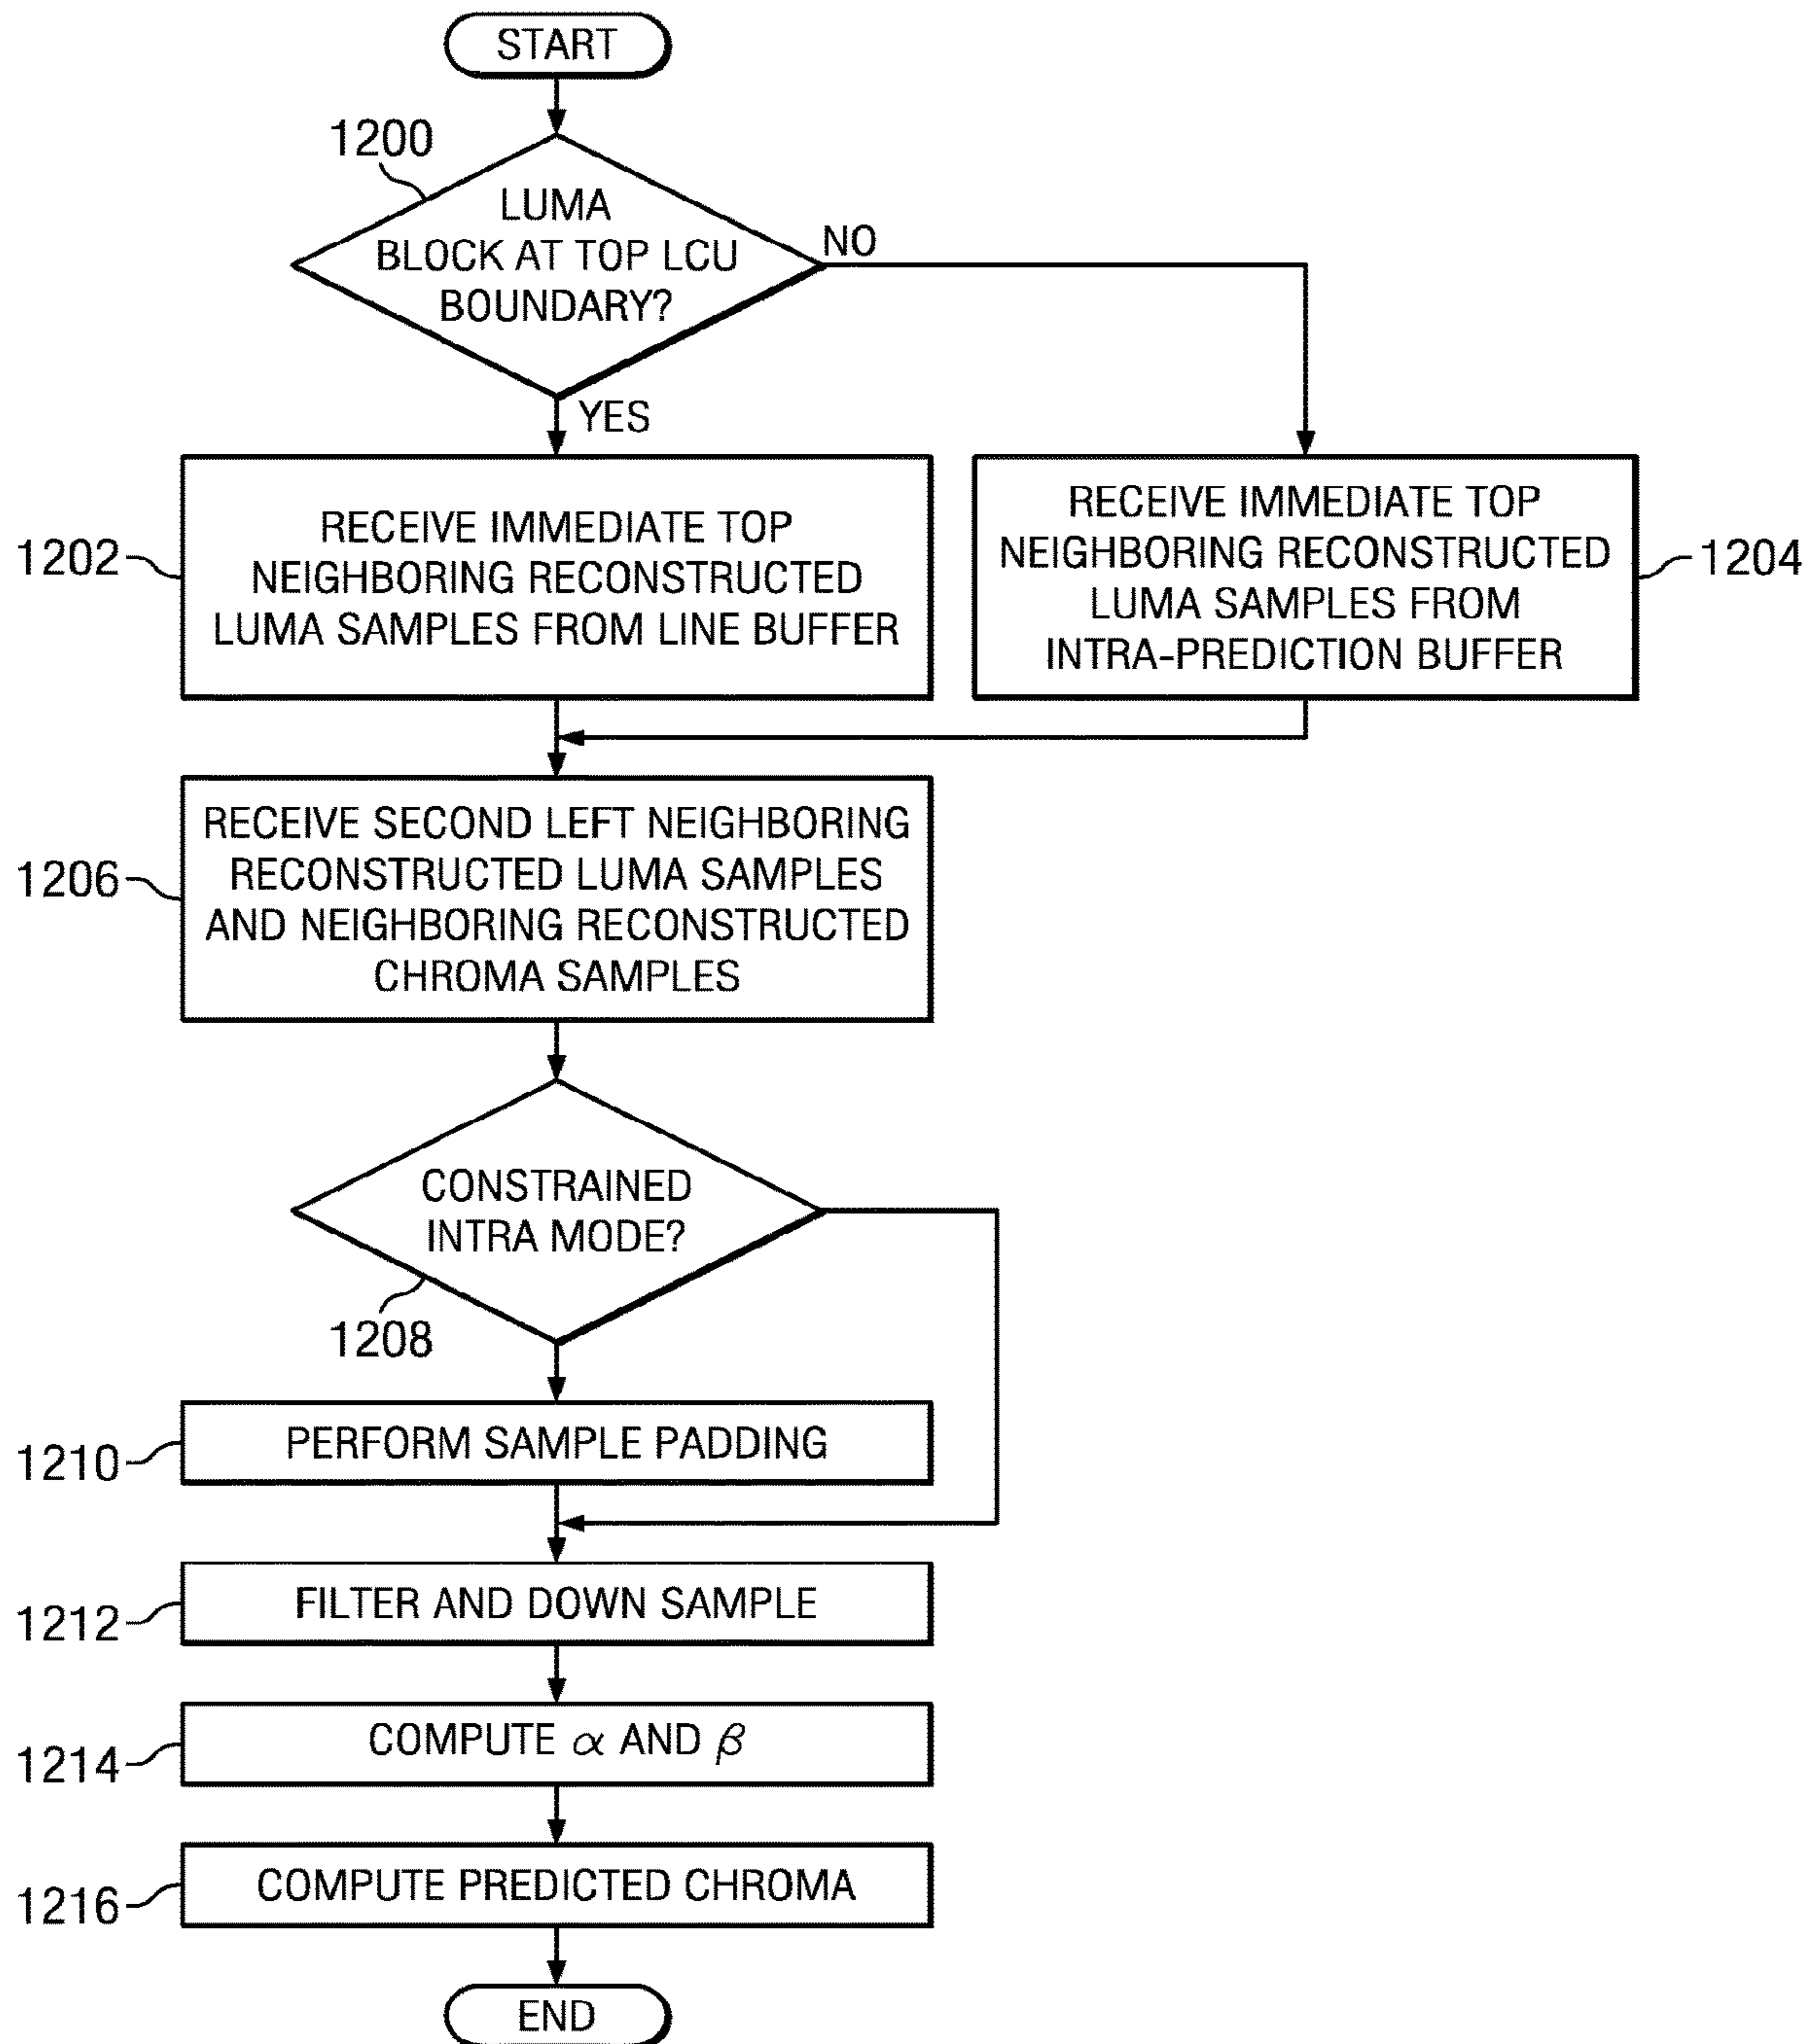 START
1200
LUMA
BLOCK AT TOP LCU
BOUNDARY?
NO
YES
1202
RECEIVE IMMEDIATE TOP
NEIGHBORING RECONSTRUCTED
LUMA SAMPLES FROM LINE BUFFER
RECEIVE IMMEDIATE TOP
NEIGHBORING RECONSTRUCTED
LUMA SAMPLES FROM
INTRA-PREDICTION BUFFER
1204
1206
RECEIVE SECOND LEFT NEIGHBORING
RECONSTRUCTED LUMA SAMPLES
AND NEIGHBORING RECONSTRUCTED
CHROMA SAMPLES
CONSTRAINED
INTRA MODE?
1208
1210
PERFORM SAMPLE PADDING
1212
FILTER AND DOWN SAMPLE
1214
COMPUTE α AND β
1216
COMPUTE PREDICTED CHROMA
END